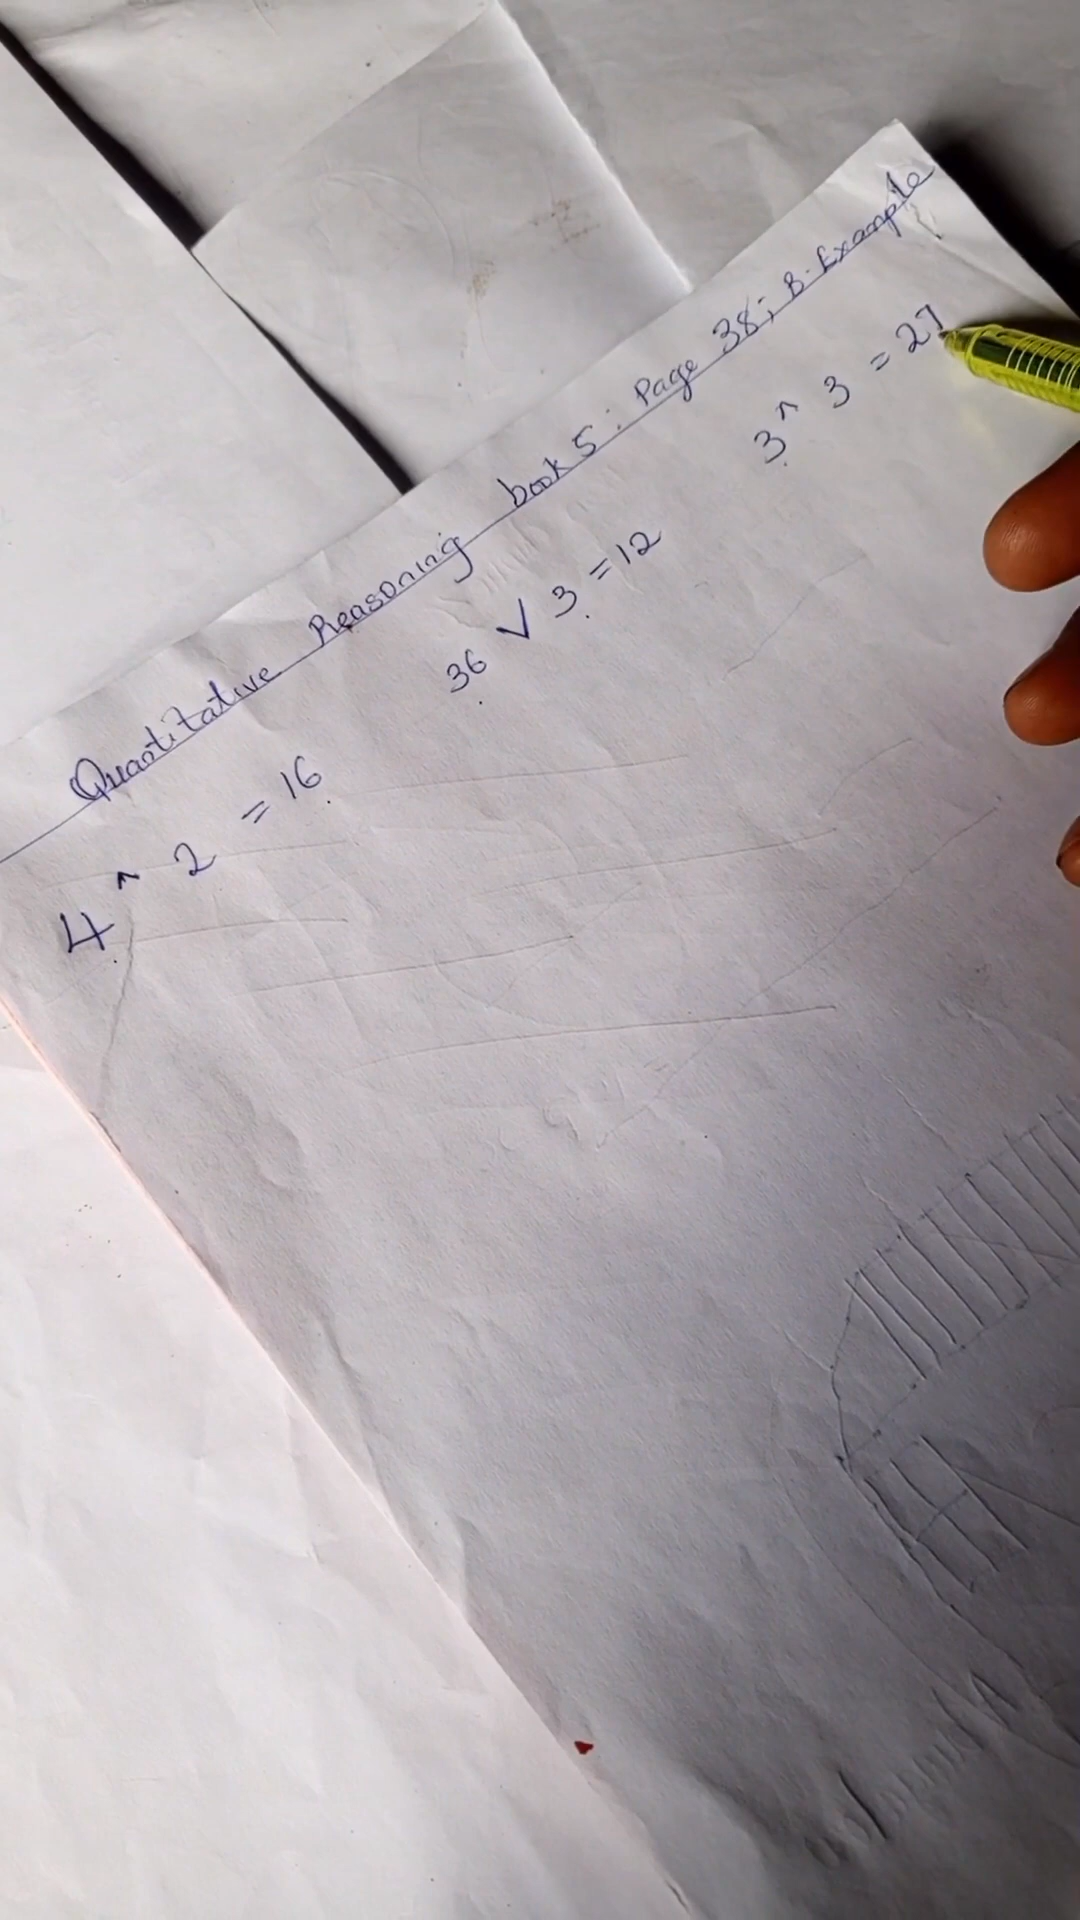 Quantitative Reasoning book 5: Page 38; B. Example
4 ^ 2 = 16 36 V 3 = 12 3 ^ 3 = 27